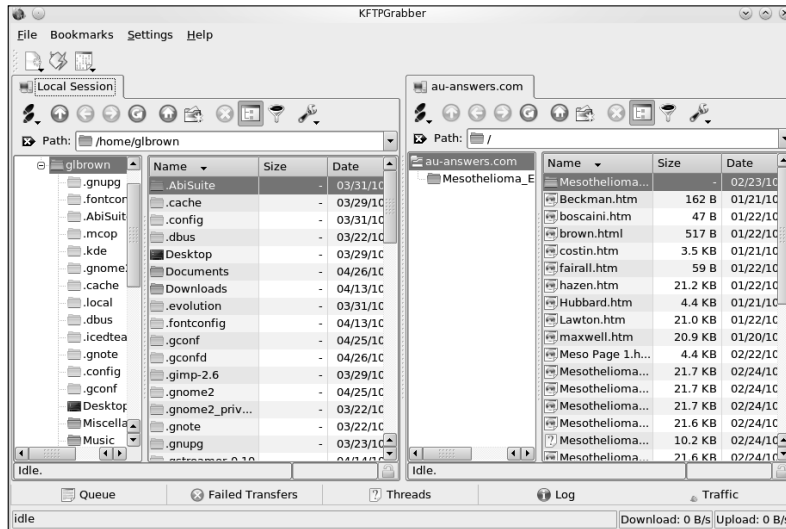 KFTPGrabber
File Bookmarks Settings Help
Local Session
Path: /home/glbrown
glbrown
.gnupg
.fontcor
.AbiSuit
.mcop
.kde
.gnome2
.cache
.local
.dbus
.icedtea
.gnote
.config
.gconf
Desktop
Miscella
Music
Name Size Date
.AbiSuite - 03/31/10
.cache - 03/29/10
.config - 03/31/10
.dbus - 03/22/10
Desktop - 03/29/10
Documents - 04/26/10
Downloads - 04/13/10
.evolution - 03/31/10
.fontconfig - 04/13/10
.gconf - 04/25/10
.gconfd - 04/26/10
.gimp-2.6 - 03/29/10
.gnome2 - 04/25/10
.gnome2_priv... - 03/22/10
.gnote - 03/22/10
.gnupg - 03/23/10
Idle.
au-answers.com
Path: /
au-answers.com
Mesothelioma_E
Name Size Date
Mesothelioma... - 02/23/10
Beckman.htm 162 B 01/21/10
boscaini.htm 47 B 01/22/10
brown.html 517 B 01/22/10
costin.htm 3.5 KB 01/21/10
fairall.htm 59 B 01/22/10
hazen.htm 21.2 KB 01/22/10
Hubbard.htm 4.4 KB 01/21/10
Lawton.htm 21.0 KB 01/22/10
maxwell.htm 20.9 KB 01/20/10
Meso Page 1.h... 4.4 KB 01/22/10
Mesothelioma... 21.7 KB 02/24/10
Mesothelioma... 21.7 KB 02/24/10
Mesothelioma... 21.7 KB 02/24/10
Mesothelioma... 21.6 KB 02/24/10
Mesothelioma... 10.2 KB 02/24/10
Mesothelioma... 21.6 KB 02/24/10
Idle.
Queue Failed Transfers Threads Log Traffic
idle Download: 0 B/s Upload: 0 B/s